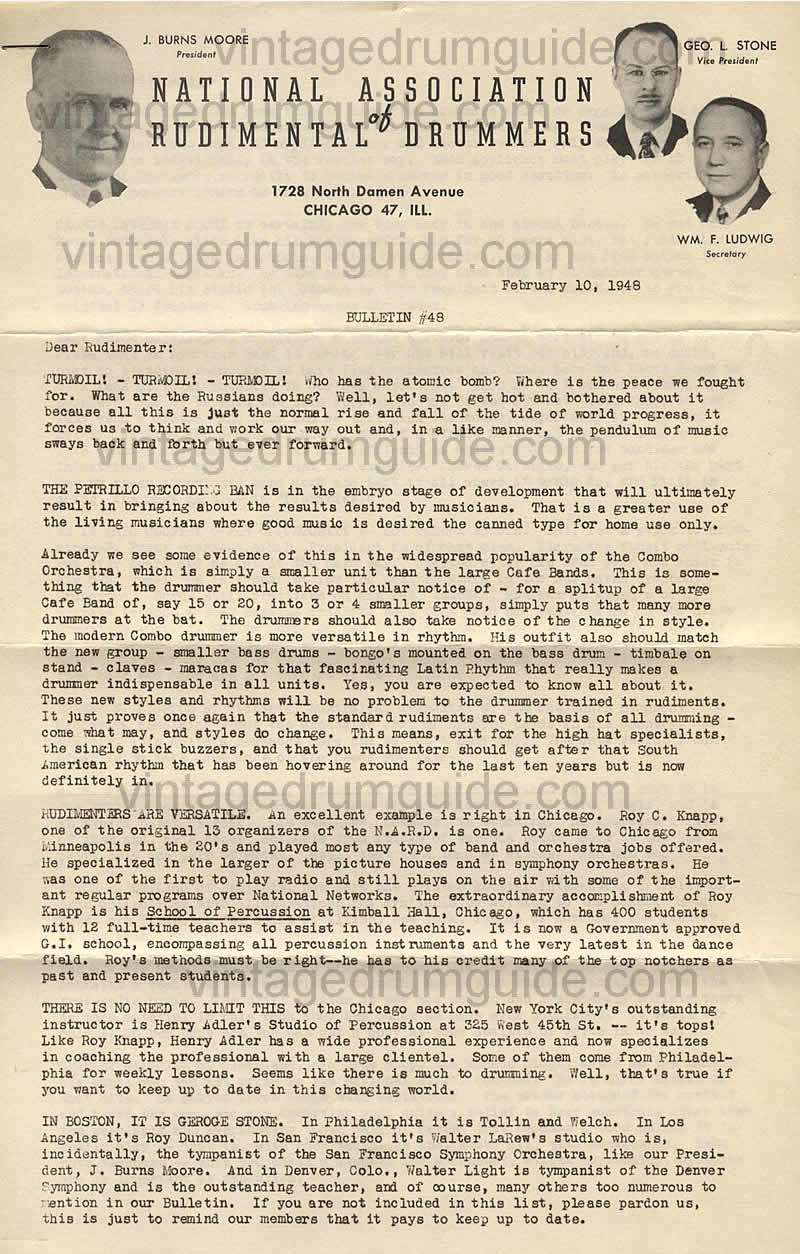 J. BURNS MOORE
President
GEO. L. STONE
Vice President
NATIONAL ASSOCIATION
of
RUDIMENTAL DRUMMERS
1728 North Damen Avenue
CHICAGO 47, ILL.
WM. F. LUDWIG
Secretary
vintagedrumguide.com
vintagedrumguide.com
vintagedrumguide.com
February 10, 1948
BULLETIN #48
Dear Rudimenter:
TURMOIL! - TURMOIL! - TURMOIL! Who has the atomic bomb? Where is the peace we fought
for. What are the Russians doing? Well, let's not get hot and bothered about it
because all this is just the normal rise and fall of the tide of world progress, it
forces us to think and work our way out and, in a like manner, the pendulum of music
sways back and forth but ever forward.
vintagedrumguide.com
THE PETRILLO RECORDING BAN is in the embryo stage of development that will ultimately
result in bringing about the results desired by musicians. That is a greater use of
the living musicians where good music is desired the canned type for home use only.
Already we see some evidence of this in the widespread popularity of the Combo
Orchestra, which is simply a smaller unit than the large Cafe Bands. This is some-
thing that the drummer should take particular notice of - for a splitup of a large
Cafe Band of, say 15 or 20, into 3 or 4 smaller groups, simply puts that many more
drummers at the bat. The drummers should also take notice of the change in style.
The modern Combo drummer is more versatile in rhythm. His outfit also should match
the new group - smaller bass drums - bongo's mounted on the bass drum - timbale on
stand - claves - maracas for that fascinating Latin Rhythm that really makes a
drummer indispensable in all units. Yes, you are expected to know all about it.
These new styles and rhythms will be no problem to the drummer trained in rudiments.
It just proves once again that the standard rudiments are the basis of all drumming -
come what may, and styles do change. This means, exit for the high hat specialists,
the single stick buzzers, and that you rudimenters should get after that South
American rhythm that has been hovering around for the last ten years but is now
definitely in.
vintagedrumguide.com
RUDIMENTERS ARE VERSATILE. An excellent example is right in Chicago. Roy C. Knapp,
one of the original 13 organizers of the N.A.R.D. is one. Roy came to Chicago from
Minneapolis in the 20's and played most any type of band and orchestra jobs offered.
He specialized in the larger of the picture houses and in symphony orchestras. He
was one of the first to play radio and still plays on the air with some of the import-
ant regular programs over National Networks. The extraordinary accomplishment of Roy
Knapp is his School of Percussion at Kimball Hall, Chicago, which has 400 students
with 12 full-time teachers to assist in the teaching. It is now a Government approved
G.I. school, encompassing all percussion instruments and the very latest in the dance
field. Roy's methods must be right--he has to his credit many of the top notchers as
past and present students.
vintagedrumguide.com
THERE IS NO NEED TO LIMIT THIS to the Chicago section. New York City's outstanding
instructor is Henry Adler's Studio of Percussion at 325 West 45th St. -- it's tops!
Like Roy Knapp, Henry Adler has a wide professional experience and now specializes
in coaching the professional with a large clientel. Some of them come from Philadel-
phia for weekly lessons. Seems like there is much to drumming. Well, that's true if
you want to keep up to date in this changing world.
IN BOSTON, IT IS GEROGE STONE. In Philadelphia it is Tollin and Welch. In Los
Angeles it's Roy Duncan. In San Francisco it's Walter LaRew's studio who is,
incidentally, the tympanist of the San Francisco Symphony Orchestra, like our Presi-
dent, J. Burns Moore. And in Denver, Colo., Walter Light is tympanist of the Denver
Symphony and is the outstanding teacher, and of course, many others too numerous to
mention in our Bulletin. If you are not included in this list, please pardon us,
this is just to remind our members that it pays to keep up to date.